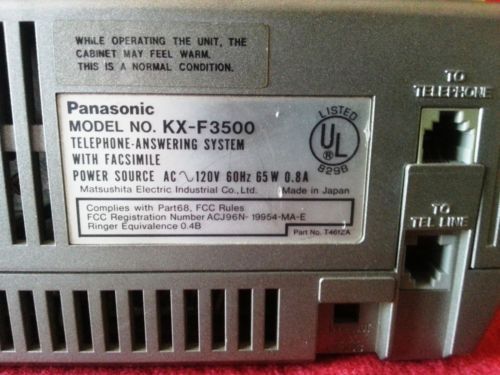 WHILE OPERATING THE UNIT, THE
CABINET MAY FEEL WARM.
THIS IS A NORMAL CONDITION.
Panasonic
MODEL NO. KX-F3500
TELEPHONE-ANSWERING SYSTEM
WITH FACSIMILE
POWER SOURCE AC ∿ 120V 60Hz 65W 0.8A
Matsushita Electric Industrial Co., Ltd. Made in Japan
LISTED
UL
829B
Complies with Part68, FCC Rules
FCC Registration Number ACJ96N-19954-MA-E
Ringer Equivalence 0.4B
Part No. T4612A
TO
TELEPHONE
TO
TEL LINE